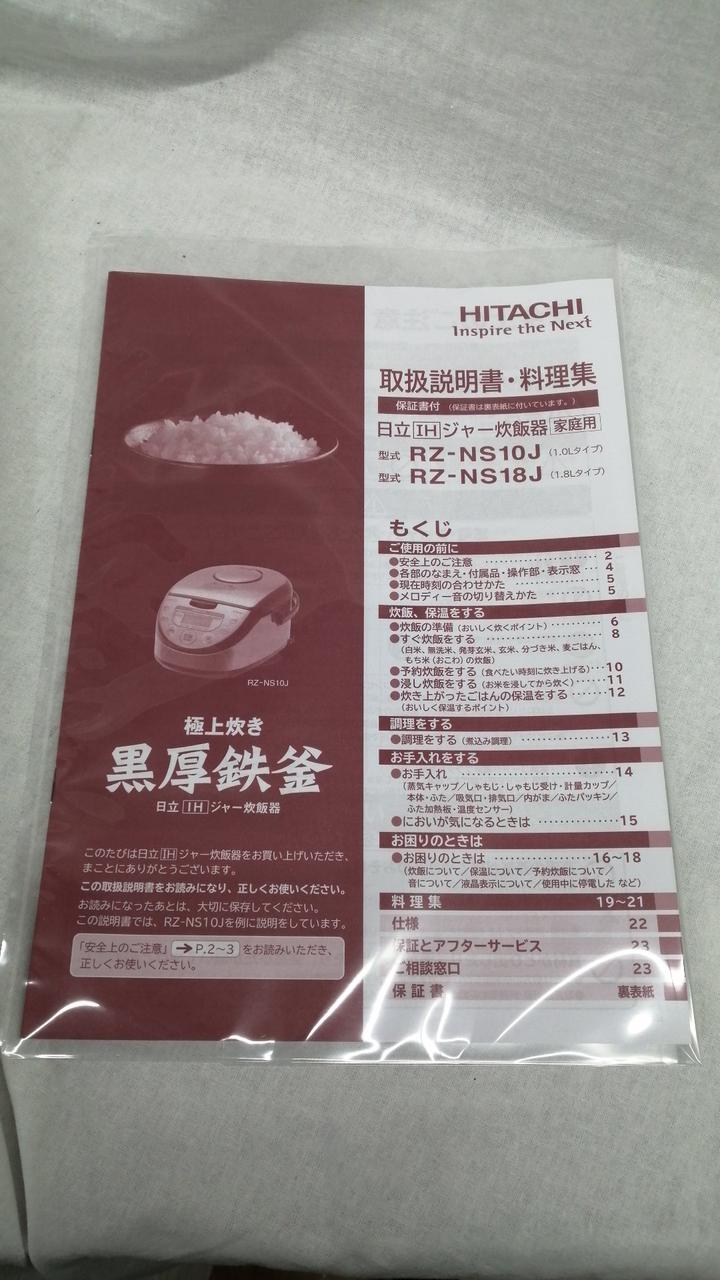 HITACHI
Inspire the Next
取扱説明書・料理集
保証書付 (保証書は裏表紙に付いています。)
日立IHジャー炊飯器 家庭用
型式 RZ-NS10J (1.0Lタイプ)
型式 RZ-NS18J (1.8Lタイプ)
もくじ
ご使用の前に
●安全上のご注意 ………… 2
●各部のなまえ・付属品・操作部・表示窓 … 4
●現在時刻の合わせかた ………… 5
●メロディー音の切り替えかた ………… 5
炊飯、保温をする
●炊飯の準備(おいしく炊くポイント) ………… 6
●すぐ炊飯をする ………… 8
(白米、無洗米、発芽玄米、玄米、分づき米、麦ごはん、
もち米(おこわ)の炊飯)
●予約炊飯をする(食べたい時刻に炊き上げる)…10
●浸し炊飯をする(お米を浸してから炊く)……11
●炊き上がったごはんの保温をする ……12
(おいしく保温するポイント)
調理をする
●調理をする(煮込み調理) ………… 13
お手入れをする
●お手入れ ………… 14
(蒸気キャップ/しゃもじ・しゃもじ受け・計量カップ/
本体・ふた/吸気口・排気口/内がま/ふたパッキン/
ふた加熱板・温度センサー)
●においが気になるときは ………… 15
お困りのときは
●お困りのときは ………… 16~18
(炊飯について/保温について/予約炊飯について/
音について/液晶表示について/使用中に停電した など)
料理集 19~21
仕様 22
保証とアフターサービス 23
ご相談窓口 23
保証書 裏表紙
RZ-NS10J
極上炊き
黒厚鉄釜
日立IHジャー炊飯器
このたびは日立IHジャー炊飯器をお買い上げいただき、
まことにありがとうございます。
この取扱説明書をお読みになり、正しくお使いください。
お読みになったあとは、大切に保存してください。
この説明書では、RZ-NS10Jを例に説明をしています。
「安全上のご注意」→P.2~3 をお読みいただき、
正しくお使いください。